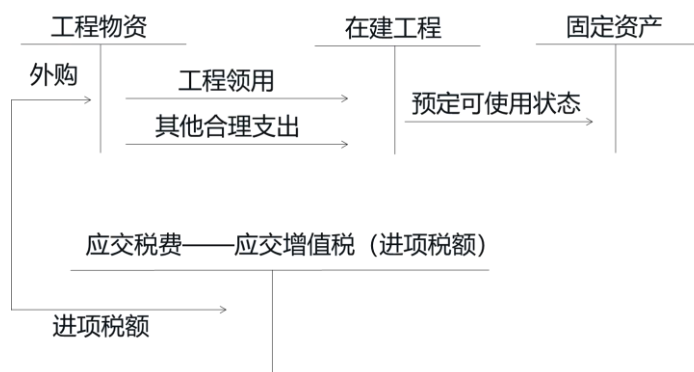 工程物资
在建工程
固定资产
外购
工程领用
预定可使用状态
其他合理支出
应交税费——应交增值税（进项税额）
进项税额